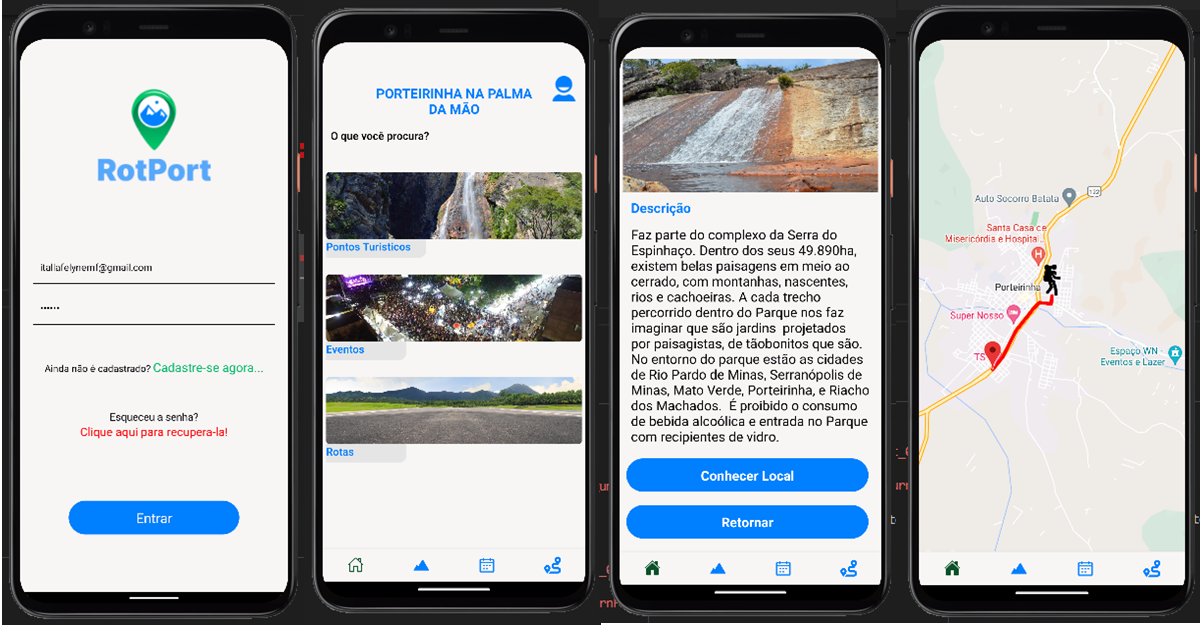 RotPort
italiafelynemf@gmail.com
••••••
Ainda não é cadastrado? Cadastre-se agora...
Esqueceu a senha?
Clique aqui para recupera-la!
Entrar
PORTEIRINHA NA PALMA
DA MÃO
O que você procura?
Pontos Turisticos
Eventos
Rotas
Descrição
Faz parte do complexo da Serra do
Espinhaço. Dentro dos seus 49.890ha,
existem belas paisagens em meio ao
cerrado, com montanhas, nascentes,
rios e cachoeiras. A cada trecho
percorrido dentro do Parque nos faz
imaginar que são jardins projetados
por paisagistas, de tãobonitos que são.
No entorno do parque estão as cidades
de Rio Pardo de Minas, Serranópolis de
Minas, Mato Verde, Porteirinha, e Riacho
dos Machados. É proibido o consumo
de bebida alcoólica e entrada no Parque
com recipientes de vidro.
Conhecer Local
Retornar
122
Auto Socorro Batata
Santa Casa de
Misericórdia e Hospital...
H
Porteirinha
Super Nosso
TS
Espaço WN -
Eventos e Lazer